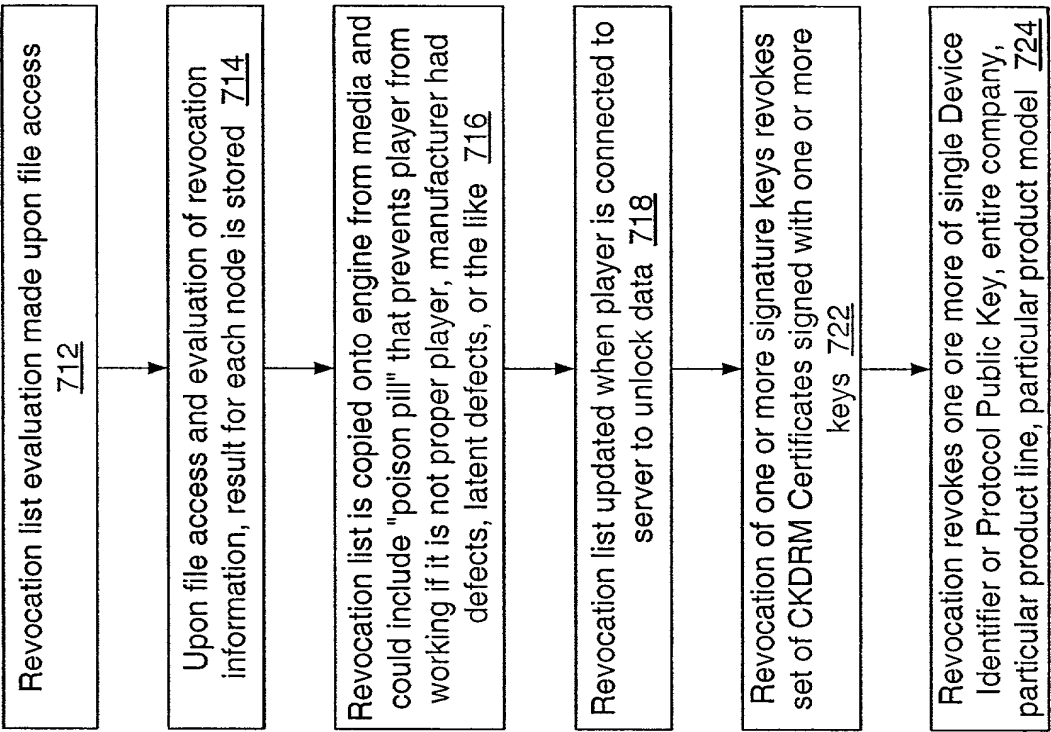 Revocation list evaluation made upon file access
712
Upon file access and evaluation of revocation
information, result for each node is stored 714
Revocation list is copied onto engine from media and
could include "poison pill" that prevents player from
working if it is not proper player, manufacturer had
defects, latent defects, or the like 716
Revocation list updated when player is connected to
server to unlock data 718
Revocation of one or more signature keys revokes
set of CKDRM Certificates signed with one or more
keys 722
Revocation revokes one ore more of single Device
Identifier or Protocol Public Key, entire company,
particular product line, particular product model 724